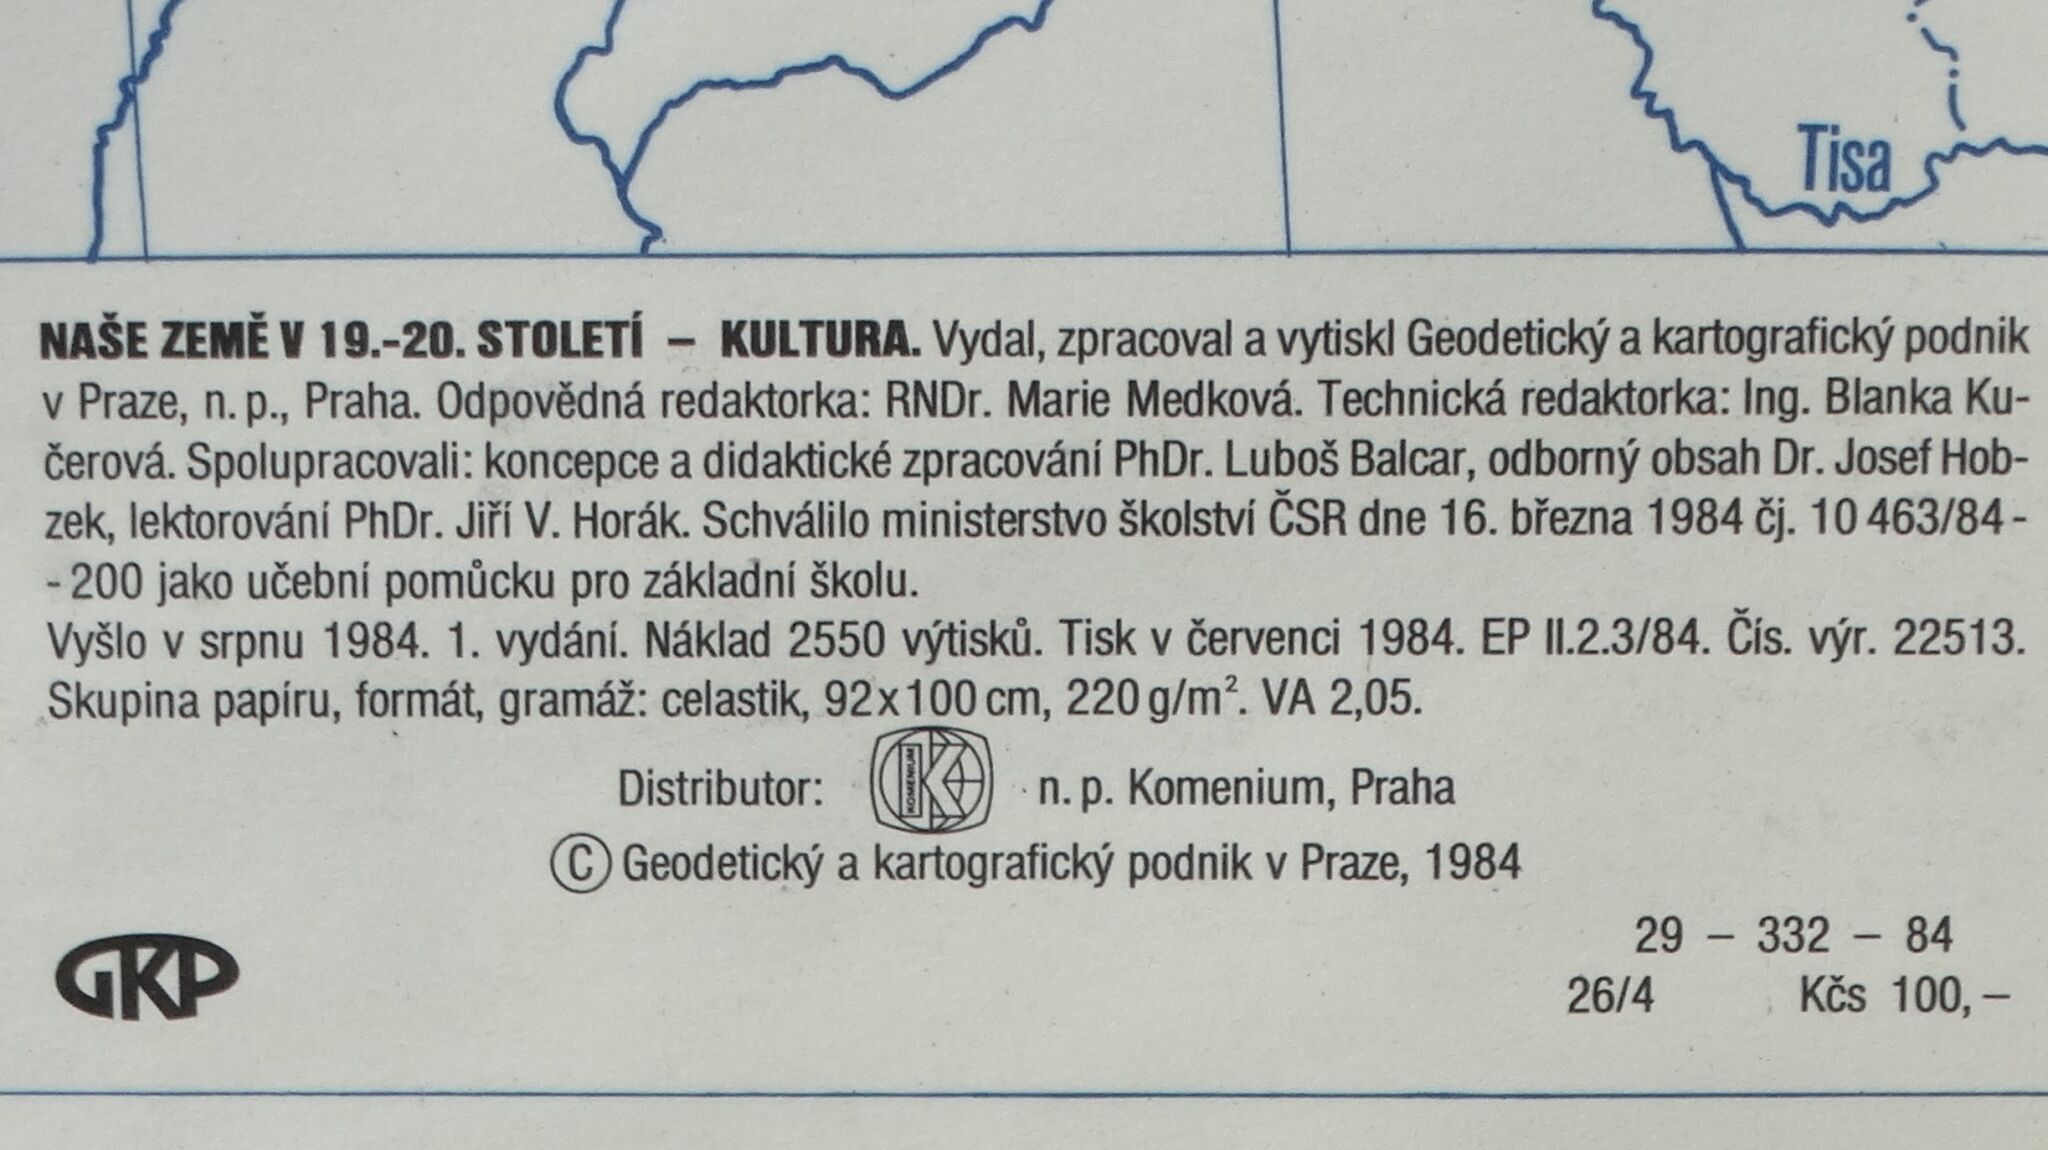 Tisa
NAŠE ZEMĚ V 19.-20. STOLETÍ – KULTURA. Vydal, zpracoval a vytiskl Geodetický a kartografický podnik
v Praze, n. p., Praha. Odpovědná redaktorka: RNDr. Marie Medková. Technická redaktorka: Ing. Blanka Ku-
čerová. Spolupracovali: koncepce a didaktické zpracování PhDr. Luboš Balcar, odborný obsah Dr. Josef Hob-
zek, lektorování PhDr. Jiří V. Horák. Schválilo ministerstvo školství ČSR dne 16. března 1984 čj. 10 463/84 -
- 200 jako učební pomůcku pro základní školu.
Vyšlo v srpnu 1984. 1. vydání. Náklad 2550 výtisků. Tisk v červenci 1984. EP II.2.3/84. Čís. výr. 22513.
Skupina papíru, formát, gramáž: celastik, 92x100 cm, 220 g/m². VA 2,05.
Distributor: KOMENIUM K n. p. Komenium, Praha
© Geodetický a kartografický podnik v Praze, 1984
29 – 332 – 84
GKP
26/4 Kčs 100,–